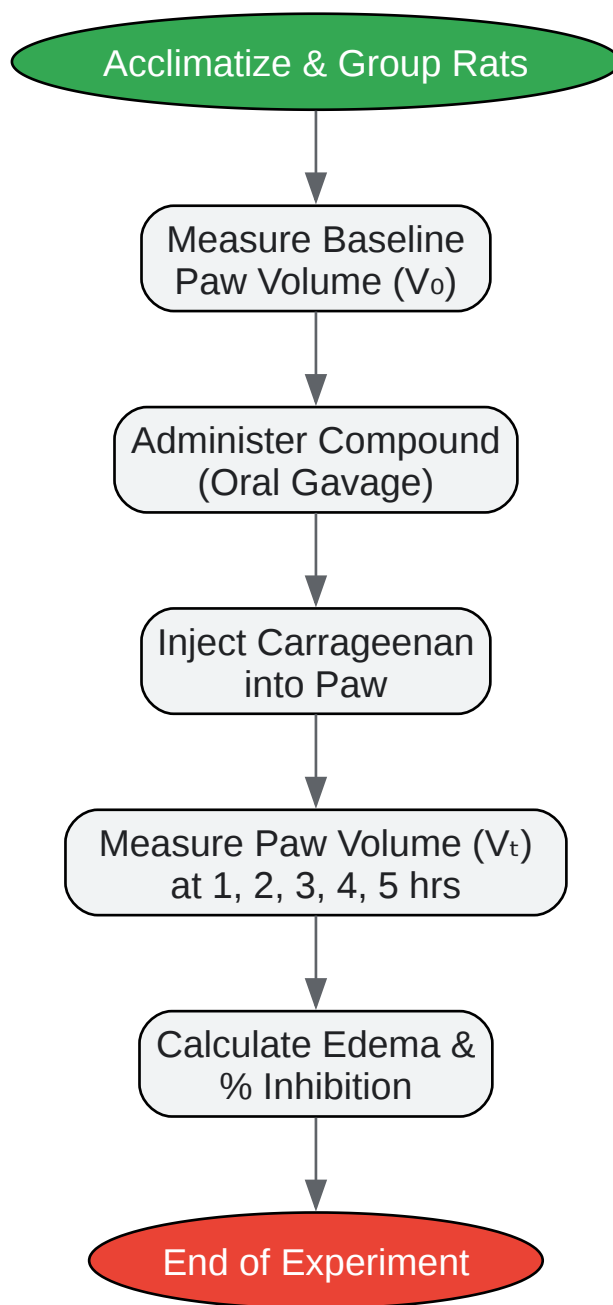 Acclimatize & Group Rats
Measure Baseline
Paw Volume (V₀)
Administer Compound
(Oral Gavage)
Inject Carrageenan
into Paw
Measure Paw Volume (Vₜ)
at 1, 2, 3, 4, 5 hrs
Calculate Edema &
% Inhibition
End of Experiment